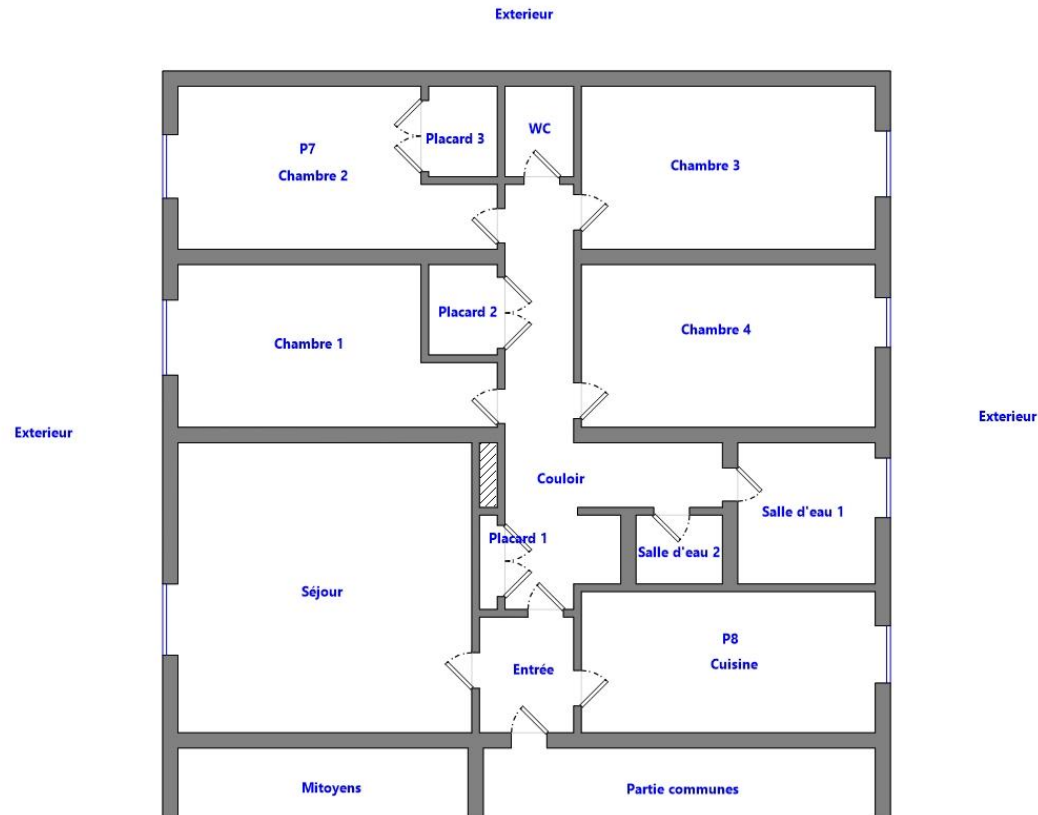 Exterieur
WC
Placard 3
P7
Chambre 2
Chambre 3
Placard 2
Chambre 4
Chambre 1
Exterieur
Exterieur
Couloir
Salle d'eau 1
Placard 1
Salle d'eau 2
Séjour
P8
Cuisine
Entrée
Mitoyens
Partie communes